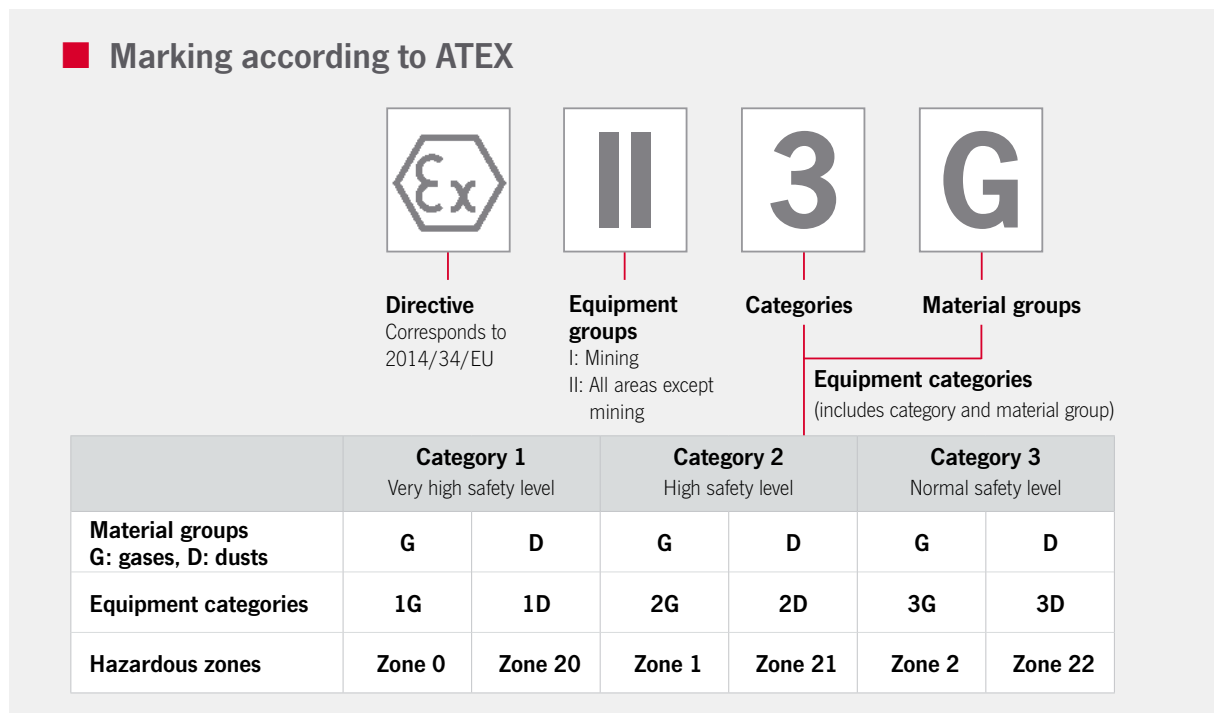 Marking according to ATEX
Ex II 3 G
Directive
Corresponds to
2014/34/EU
Equipment
groups
I: Mining
II: All areas except
mining
Categories
Material groups
Equipment categories
(includes category and material group)
Category 1
Very high safety level
Category 2
High safety level
Category 3
Normal safety level
Material groups
G: gases, D: dusts
G D G D G D
Equipment categories 1G 1D 2G 2D 3G 3D
Hazardous zones Zone 0 Zone 20 Zone 1 Zone 21 Zone 2 Zone 22